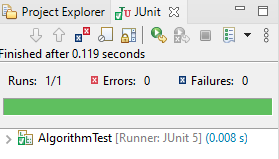 Project Explorer JUnit
Finished after 0.119 seconds
Runs: 1/1 Errors: 0 Failures: 0
AlgorithmTest [Runner: JUnit 5] (0.008 s)